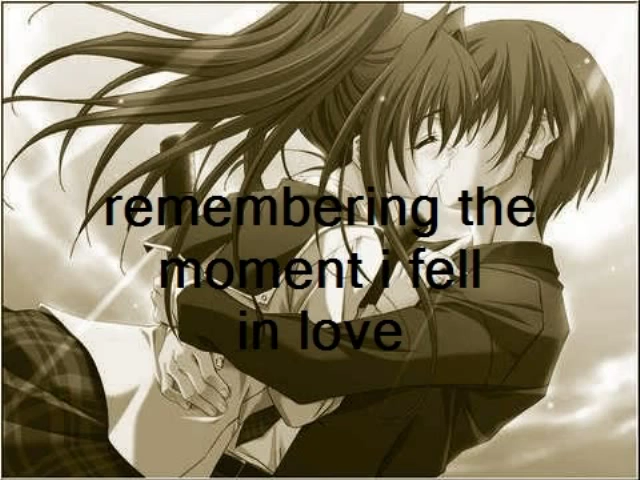 remembering the
moment i fell
in love